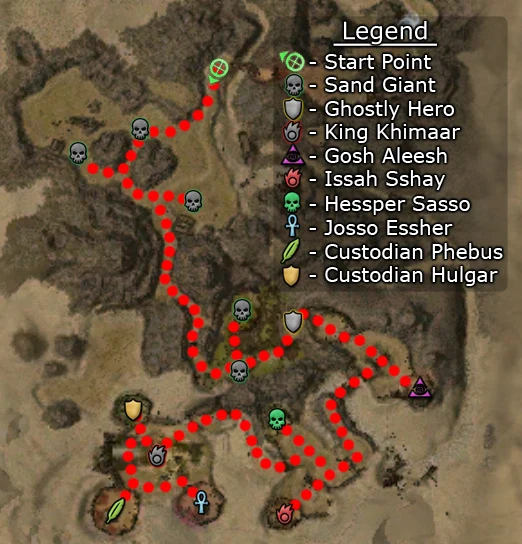 Legend
- Start Point
- Sand Giant
- Ghostly Hero
- King Khimaar
- Gosh Aleesh
- Issah Sshay
- Hessper Sasso
- Josso Essher
- Custodian Phebus
- Custodian Hulgar